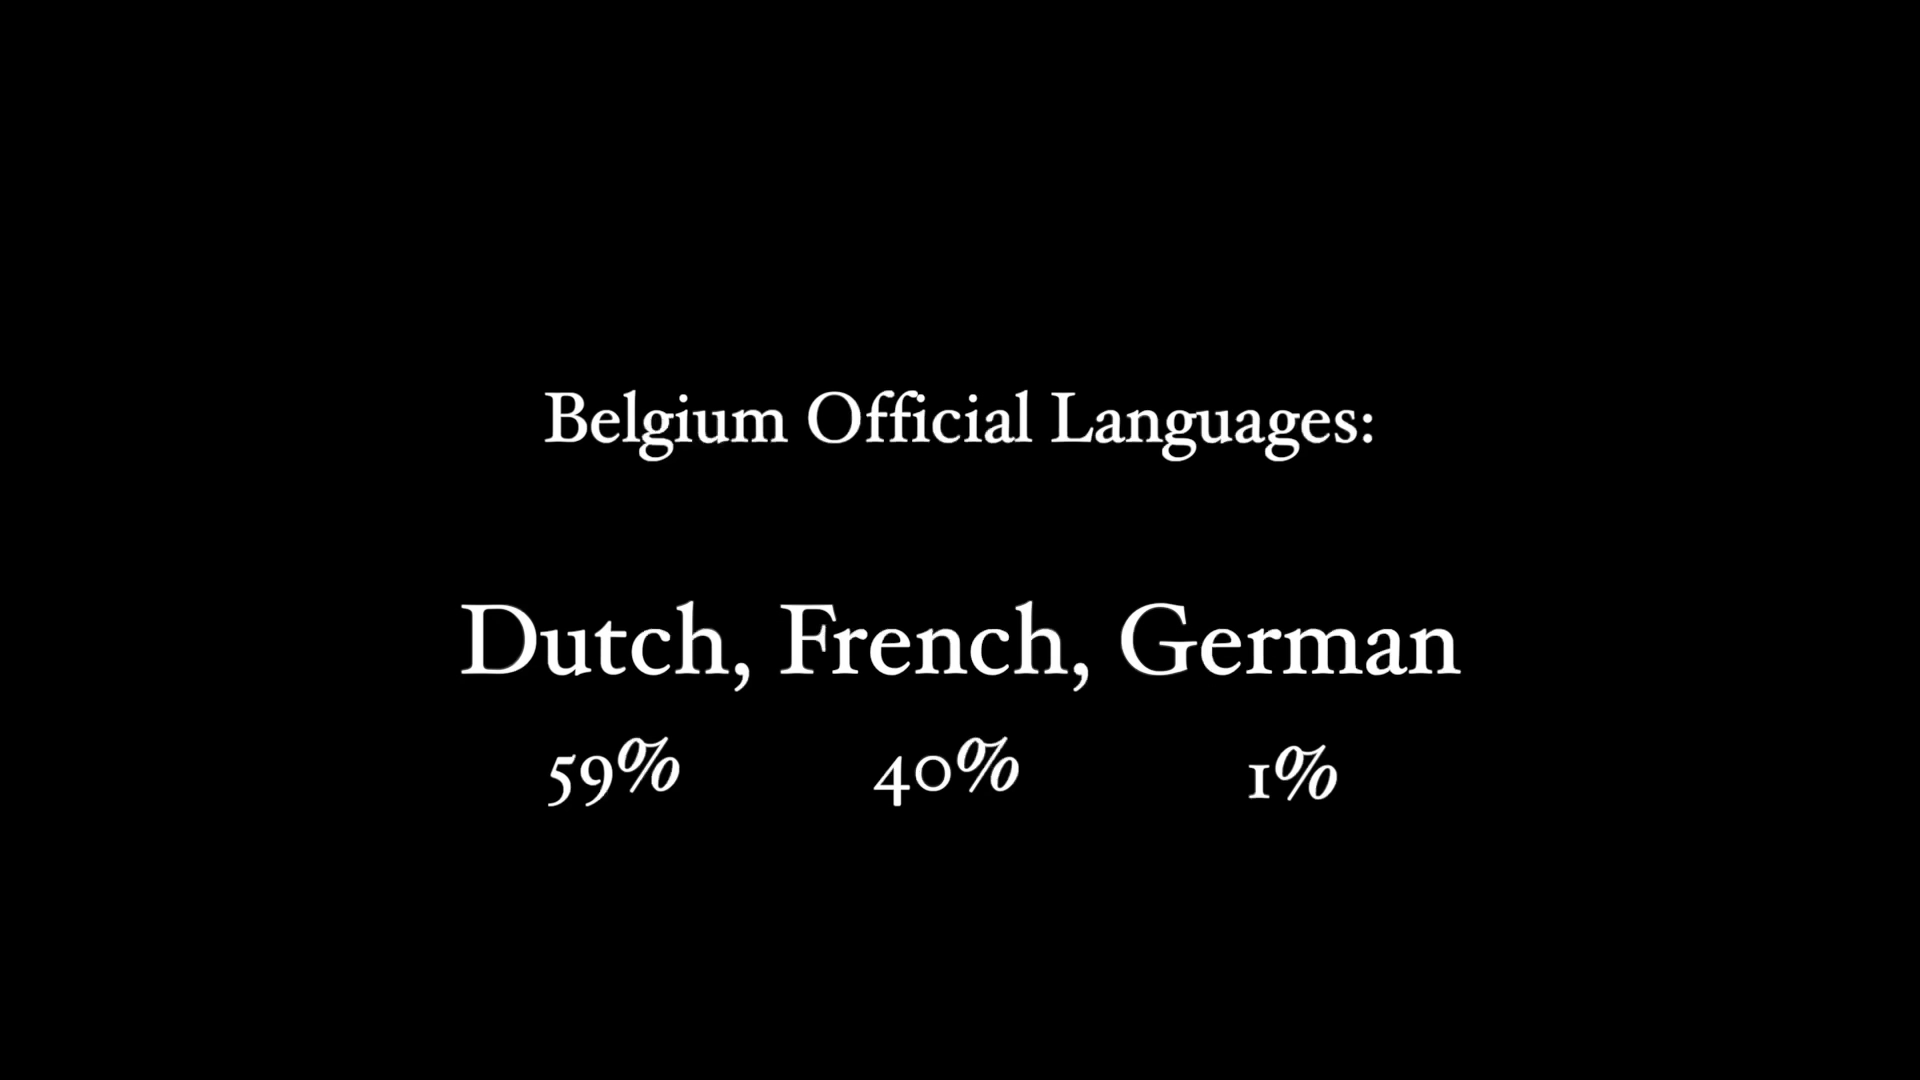 Belgium Official Languages:
Dutch, French, German
59% 40% 1%